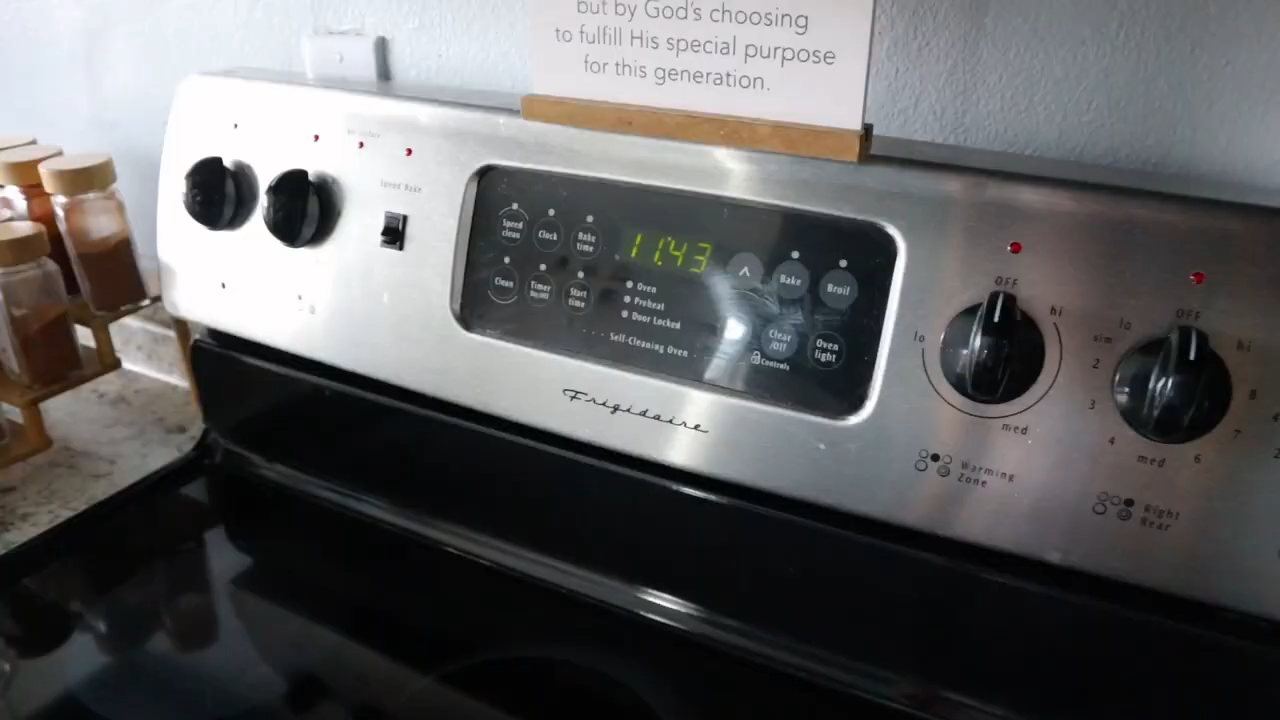 but by God's choosing
to fulfill His special purpose
for this generation.
Speed Bake
Speed
clean
Clock
Bake
time
11:43
Bake
Broil
Clean
Timer
On/Off
Start
time
Oven
Preheat
Door Locked
Self-Cleaning Oven
Clear
/Off
Controls
Oven
light
Frigidaire
OFF
lo
hi
med
Warming
Zone
OFF
lo
sim
hi
2
3
4
med
6
7
8
Right
Rear